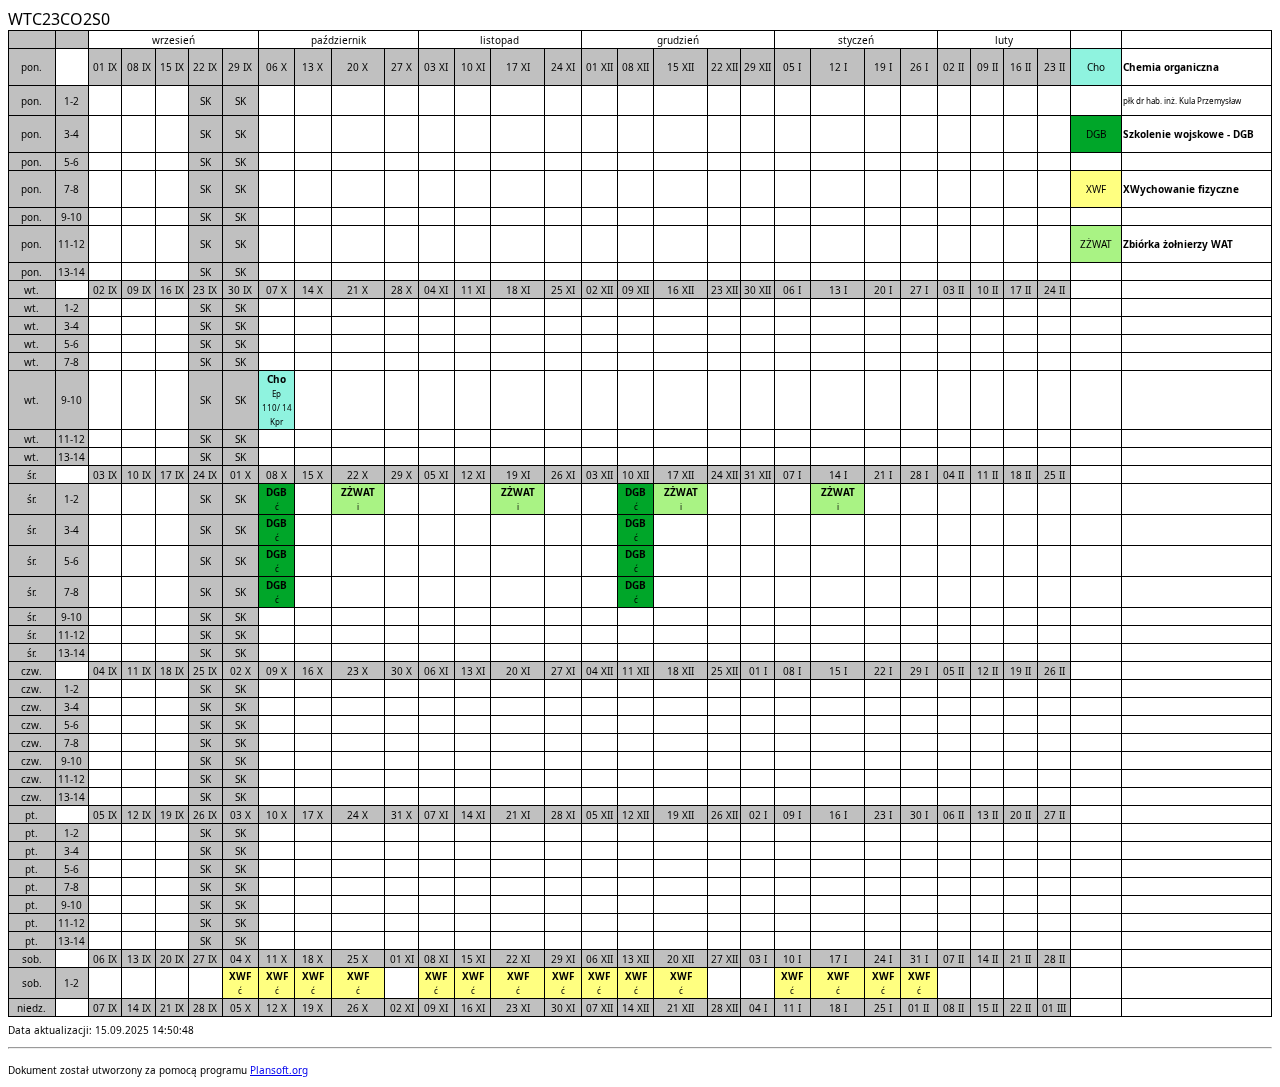 WTC23CO2S0
wrzesień październik listopad grudzień styczeń luty
pon. 01 IX 08 IX 15 IX 22 IX 29 IX 06 X 13 X 20 X 27 X 03 XI 10 XI 17 XI 24 XI 01 XII 08 XII 15 XII 22 XII 29 XII 05 I 12 I 19 I 26 I 02 II 09 II 16 II 23 II Cho Chemia organiczna
pon. 1-2 SK SK płk dr hab. inż. Kula Przemysław
pon. 3-4 SK SK DGB Szkolenie wojskowe - DGB
pon. 5-6 SK SK
pon. 7-8 SK SK XWF XWychowanie fizyczne
pon. 9-10 SK SK
pon. 11-12 SK SK ZŻWAT Zbiórka żołnierzy WAT
pon. 13-14 SK SK
wt. 02 IX 09 IX 16 IX 23 IX 30 IX 07 X 14 X 21 X 28 X 04 XI 11 XI 18 XI 25 XI 02 XII 09 XII 16 XII 23 XII 30 XII 06 I 13 I 20 I 27 I 03 II 10 II 17 II 24 II
wt. 1-2 SK SK
wt. 3-4 SK SK
wt. 5-6 SK SK
wt. 7-8 SK SK
wt. 9-10 SK SK Cho
Ep
110/ 14
Kpr
wt. 11-12 SK SK
wt. 13-14 SK SK
śr. 03 IX 10 IX 17 IX 24 IX 01 X 08 X 15 X 22 X 29 X 05 XI 12 XI 19 XI 26 XI 03 XII 10 XII 17 XII 24 XII 31 XII 07 I 14 I 21 I 28 I 04 II 11 II 18 II 25 II
śr. 1-2 SK SK DGB ZŻWAT ZŻWAT DGB ZŻWAT ZŻWAT
ć i i ć i i
śr. 3-4 SK SK DGB DGB
ć ć
śr. 5-6 SK SK DGB DGB
ć ć
śr. 7-8 SK SK DGB DGB
ć ć
śr. 9-10 SK SK
śr. 11-12 SK SK
śr. 13-14 SK SK
czw. 04 IX 11 IX 18 IX 25 IX 02 X 09 X 16 X 23 X 30 X 06 XI 13 XI 20 XI 27 XI 04 XII 11 XII 18 XII 25 XII 01 I 08 I 15 I 22 I 29 I 05 II 12 II 19 II 26 II
czw. 1-2 SK SK
czw. 3-4 SK SK
czw. 5-6 SK SK
czw. 7-8 SK SK
czw. 9-10 SK SK
czw. 11-12 SK SK
czw. 13-14 SK SK
pt. 05 IX 12 IX 19 IX 26 IX 03 X 10 X 17 X 24 X 31 X 07 XI 14 XI 21 XI 28 XI 05 XII 12 XII 19 XII 26 XII 02 I 09 I 16 I 23 I 30 I 06 II 13 II 20 II 27 II
pt. 1-2 SK SK
pt. 3-4 SK SK
pt. 5-6 SK SK
pt. 7-8 SK SK
pt. 9-10 SK SK
pt. 11-12 SK SK
pt. 13-14 SK SK
sob. 06 IX 13 IX 20 IX 27 IX 04 X 11 X 18 X 25 X 01 XI 08 XI 15 XI 22 XI 29 XI 06 XII 13 XII 20 XII 27 XII 03 I 10 I 17 I 24 I 31 I 07 II 14 II 21 II 28 II
sob. 1-2 XWF XWF XWF XWF XWF XWF XWF XWF XWF XWF XWF XWF XWF XWF XWF
ć ć ć ć ć ć ć ć ć ć ć ć ć ć ć
niedz. 07 IX 14 IX 21 IX 28 IX 05 X 12 X 19 X 26 X 02 XI 09 XI 16 XI 23 XI 30 XI 07 XII 14 XII 21 XII 28 XII 04 I 11 I 18 I 25 I 01 II 08 II 15 II 22 II 01 III
Data aktualizacji: 15.09.2025 14:50:48
Dokument został utworzony za pomocą programu Plansoft.org